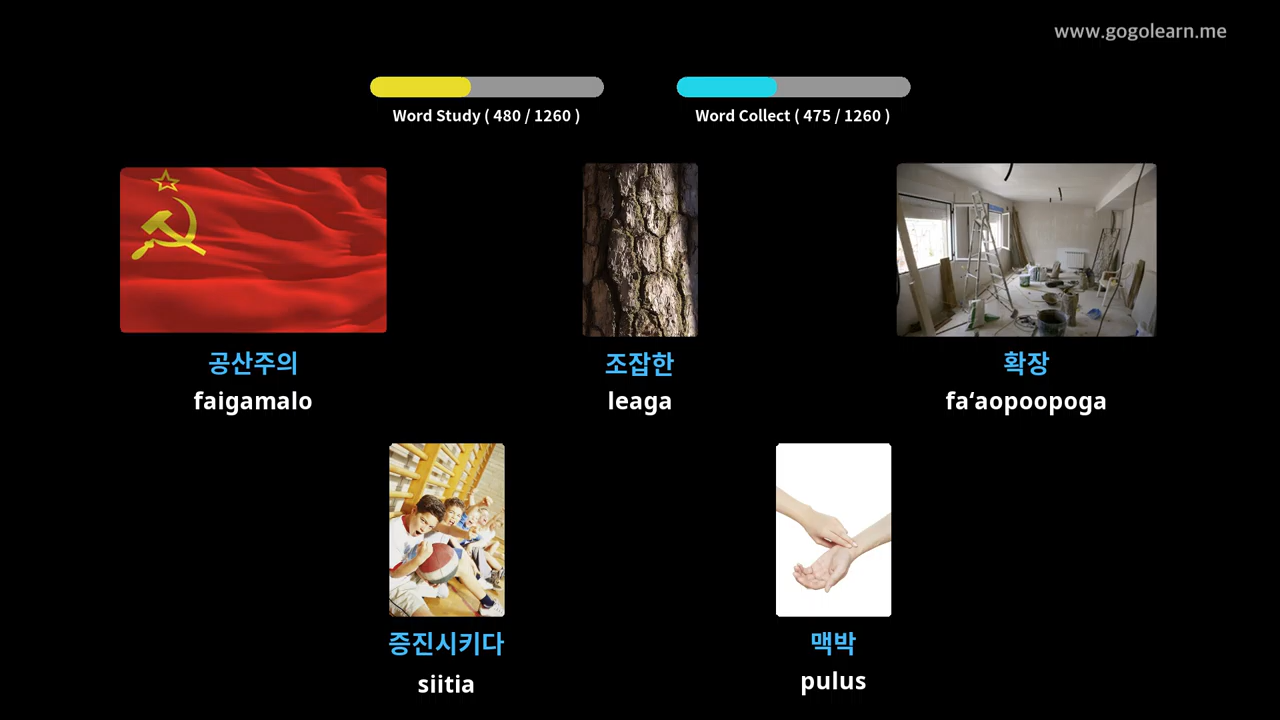 www.gogolearn.me
Word Study ( 480 / 1260 )
Word Collect ( 475 / 1260 )
공산주의
faigamalo
조잡한
leaga
확장
fa‘aopoopoga
증진시키다
siitia
맥박
pulus